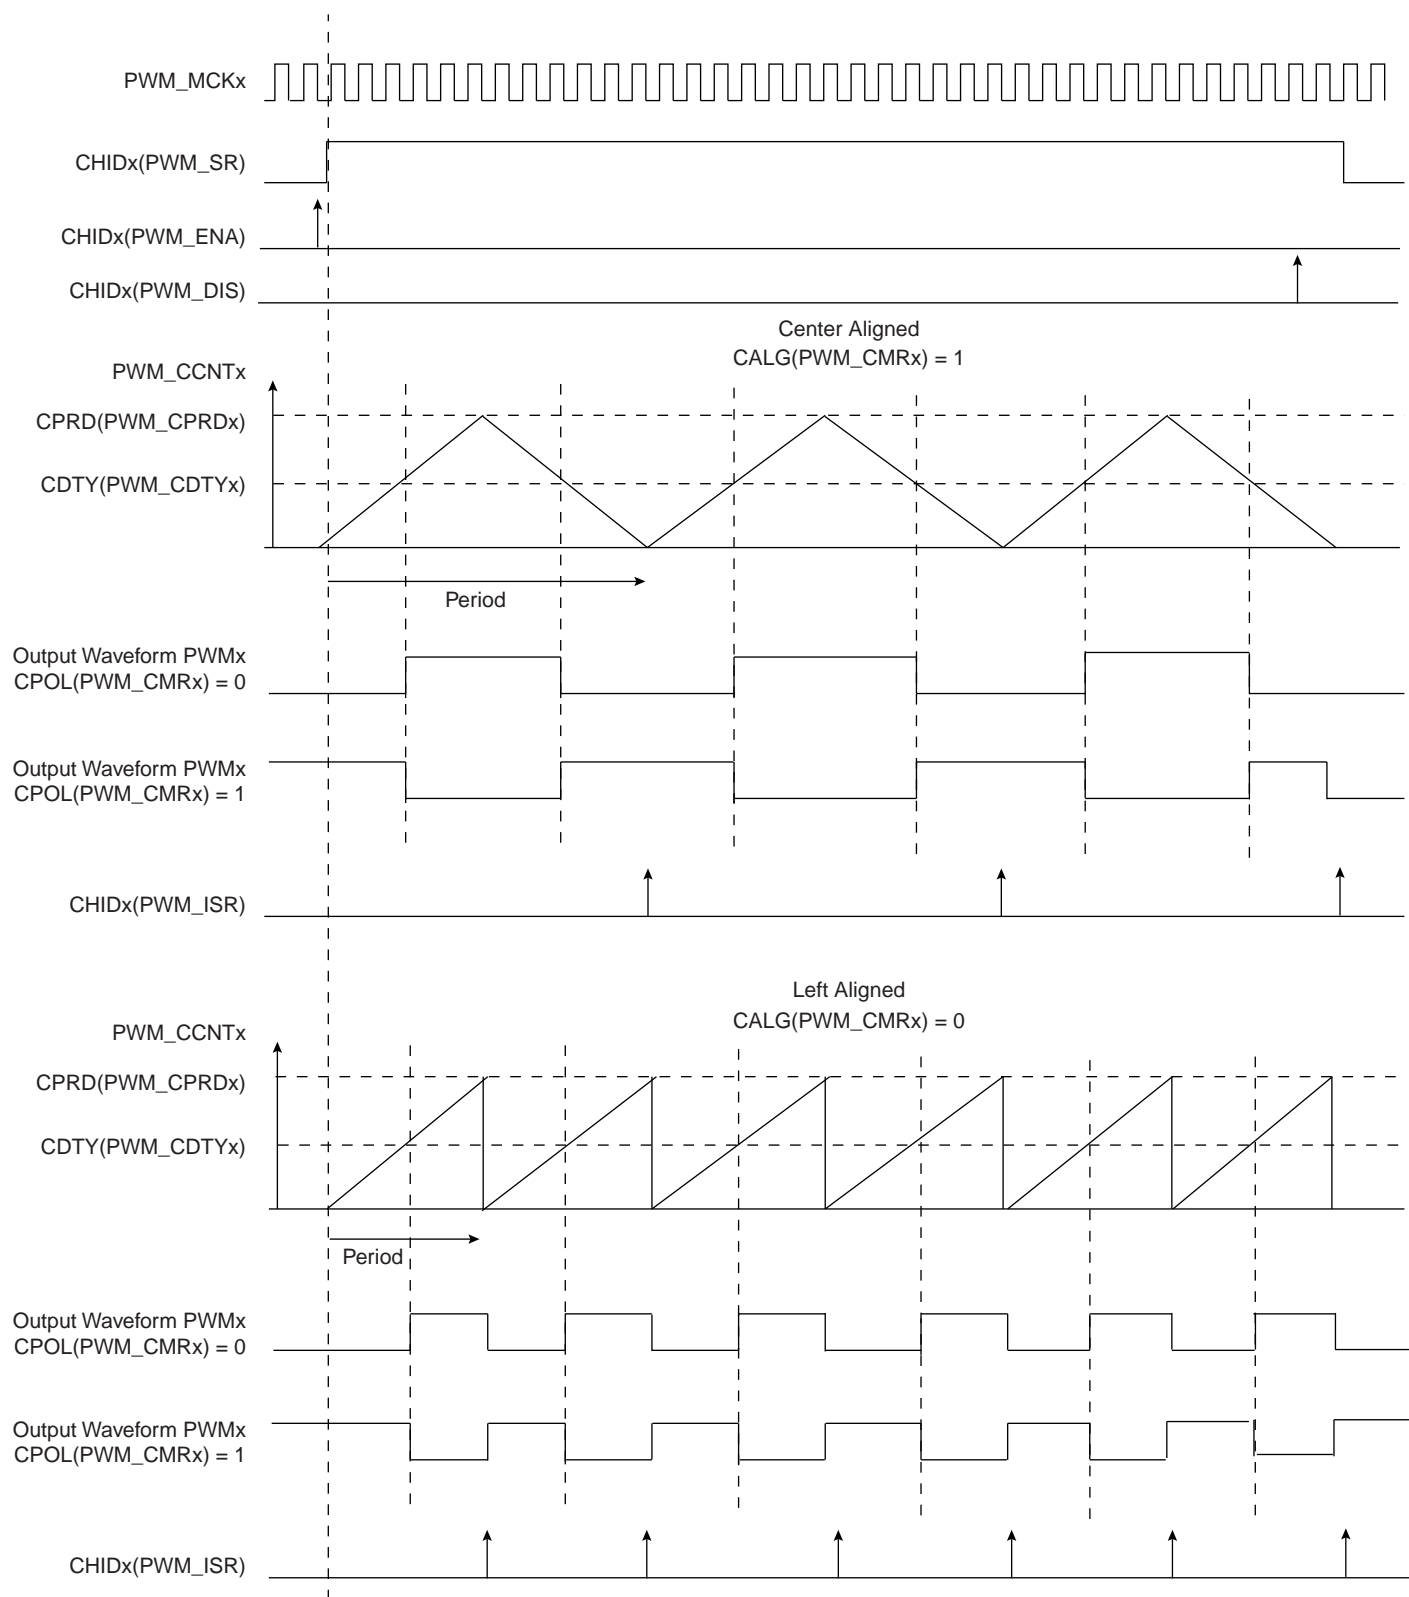 PWM_MCKx
CHIDx(PWM_SR)
CHIDx(PWM_ENA)
CHIDx(PWM_DIS)
Center Aligned
CALG(PWM_CMRx) = 1
PWM_CCNTx
CPRD(PWM_CPRDx)
CDTY(PWM_CDTYx)
Period
Output Waveform PWMx
CPOL(PWM_CMRx) = 0
Output Waveform PWMx
CPOL(PWM_CMRx) = 1
CHIDx(PWM_ISR)
Left Aligned
CALG(PWM_CMRx) = 0
PWM_CCNTx
CPRD(PWM_CPRDx)
CDTY(PWM_CDTYx)
Period
Output Waveform PWMx
CPOL(PWM_CMRx) = 0
Output Waveform PWMx
CPOL(PWM_CMRx) = 1
CHIDx(PWM_ISR)